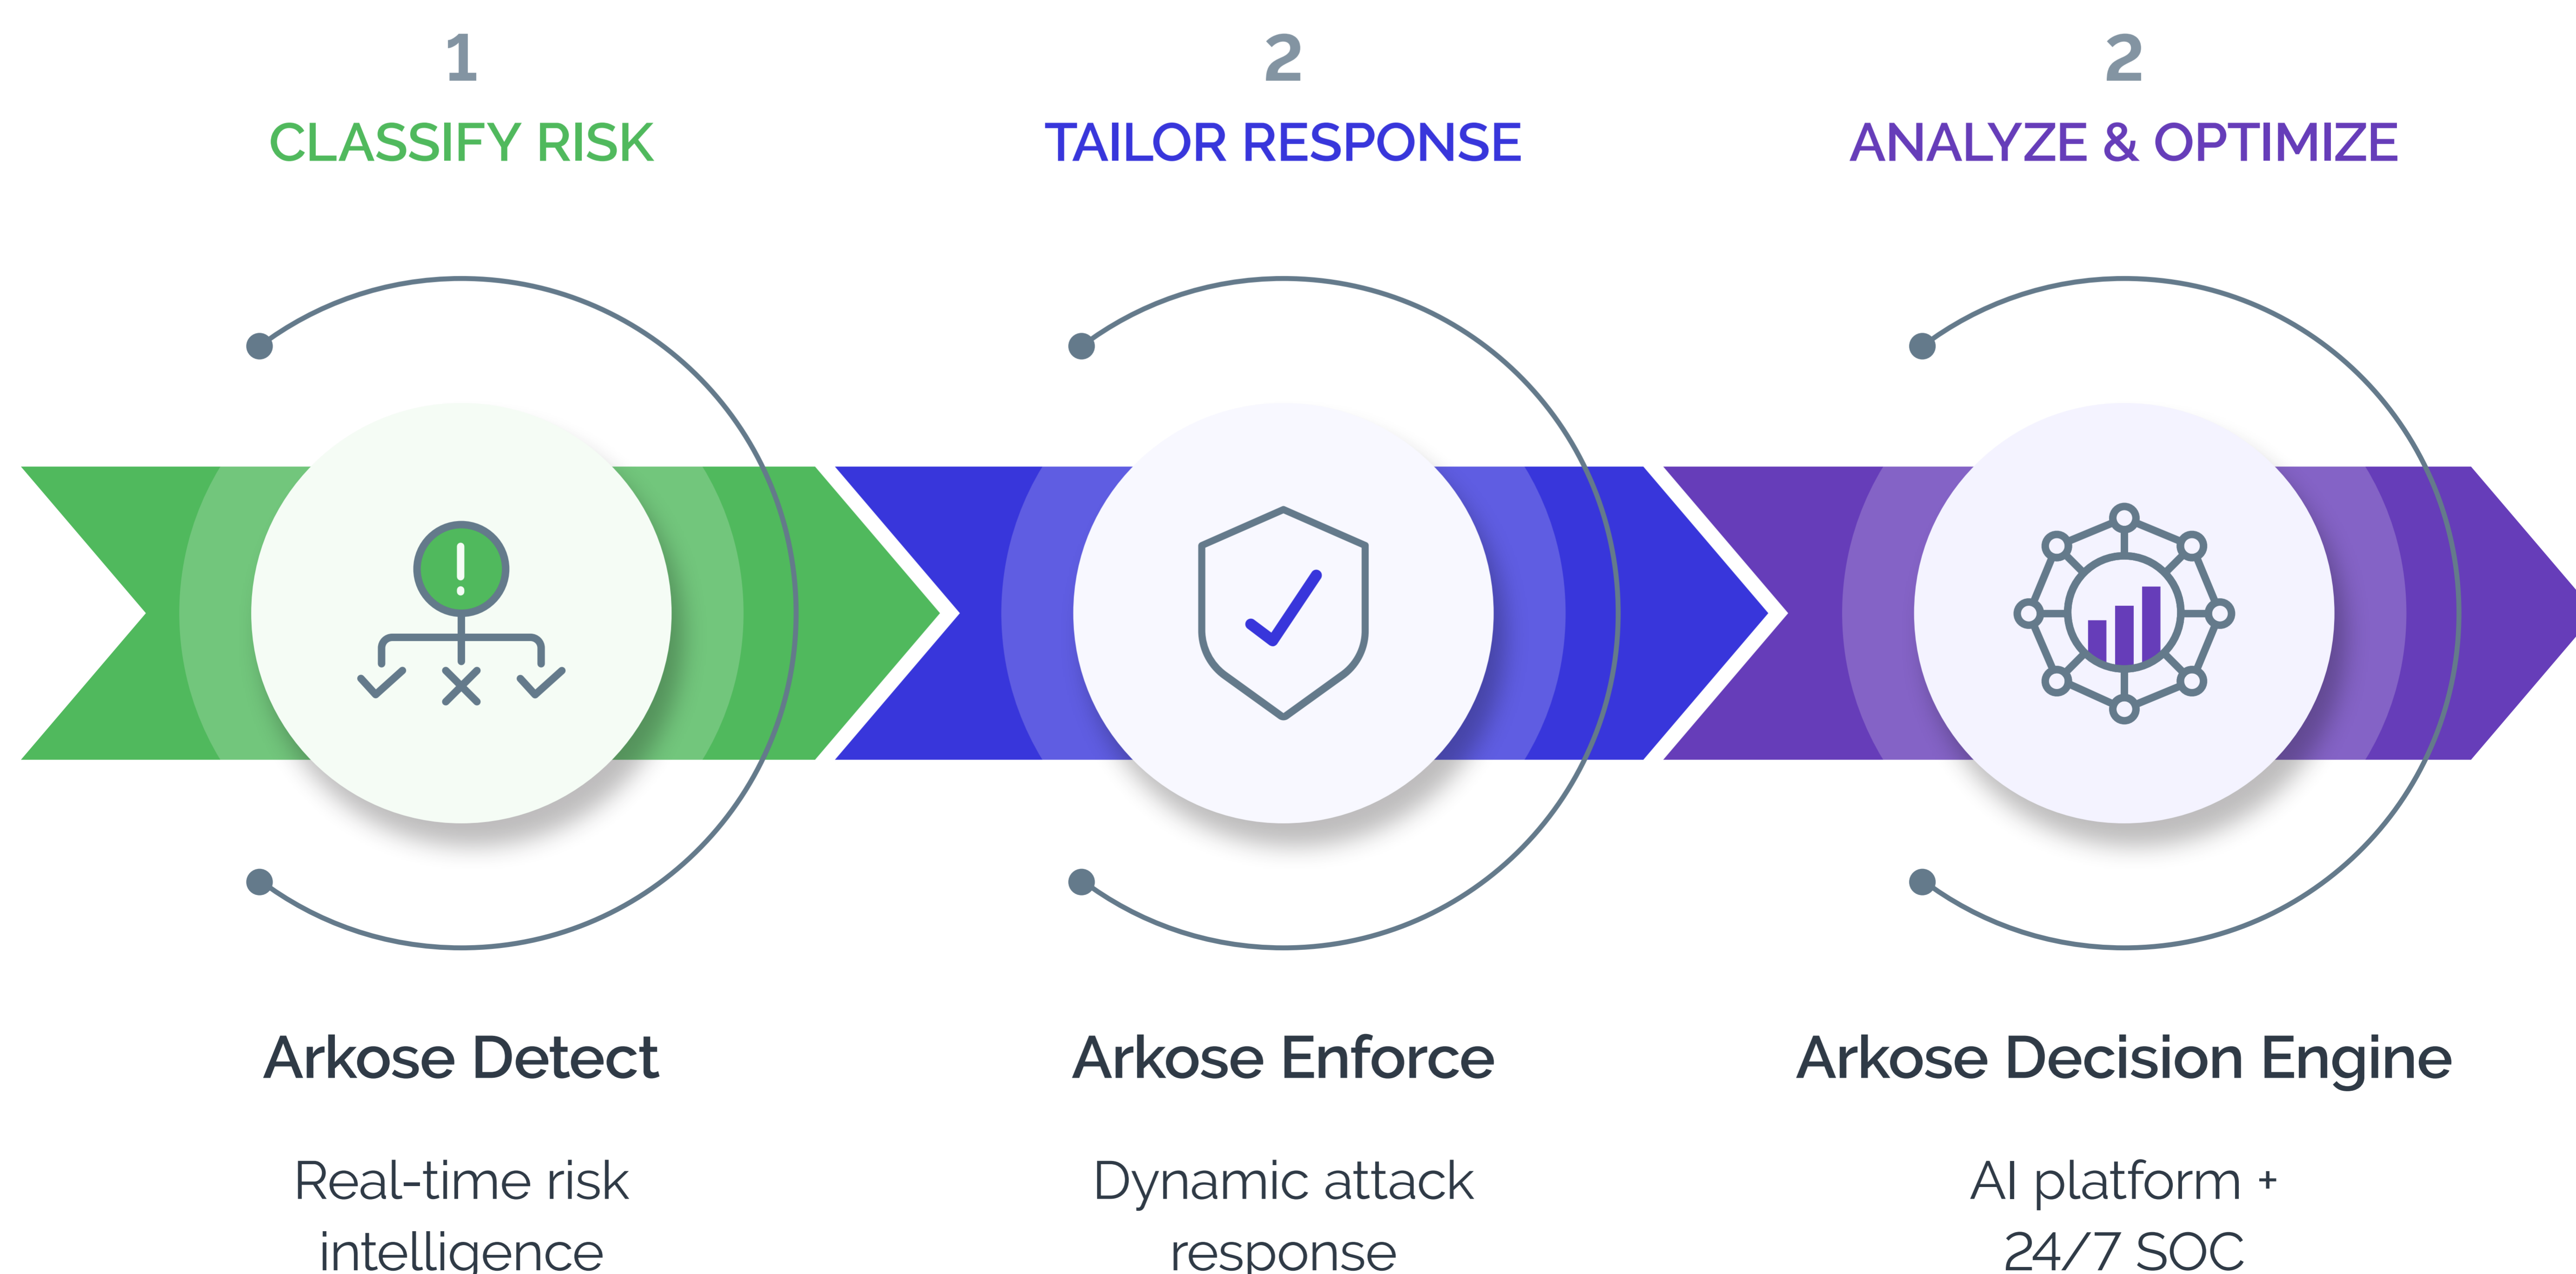 1
CLASSIFY RISK
2
TAILOR RESPONSE
2
ANALYZE & OPTIMIZE
Arkose Detect
Real-time risk
intelligence
Arkose Enforce
Dynamic attack
response
Arkose Decision Engine
AI platform +
24/7 SOC